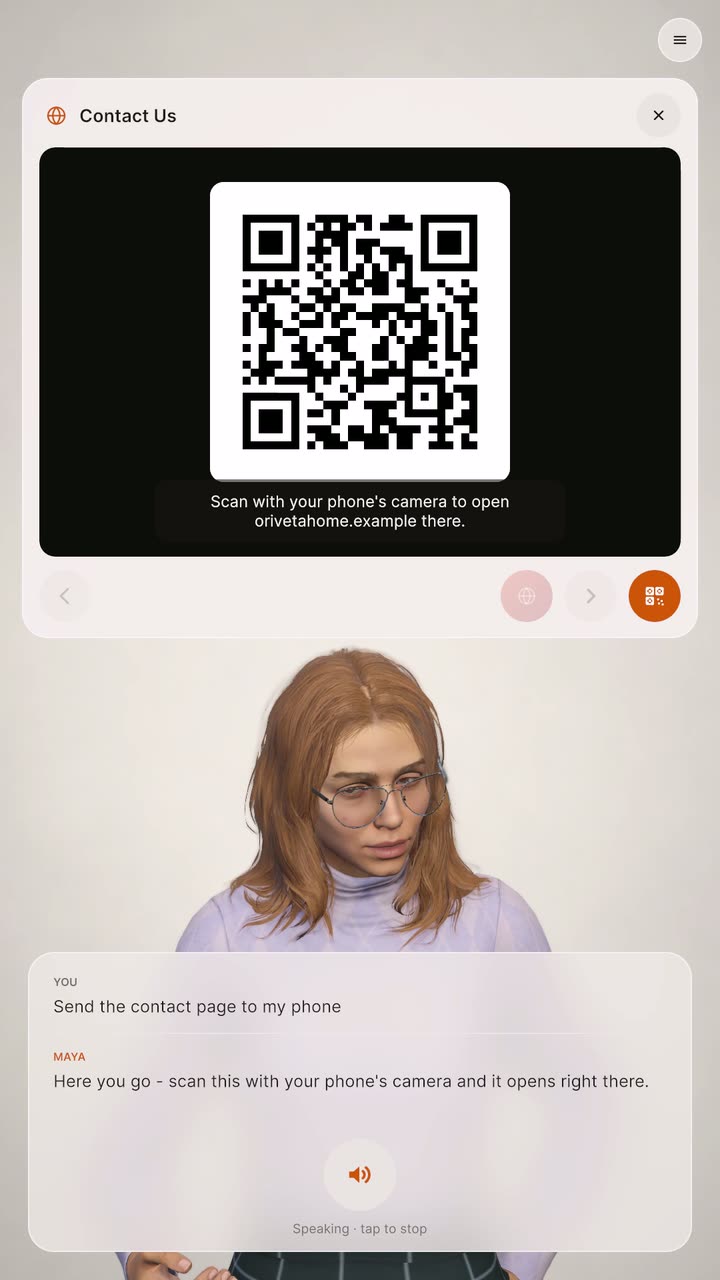 Contact Us
Scan with your phone's camera to open
orivetahome.example there.
YOU
Send the contact page to my phone
MAYA
Here you go - scan this with your phone's camera and it opens right there.
Speaking · tap to stop